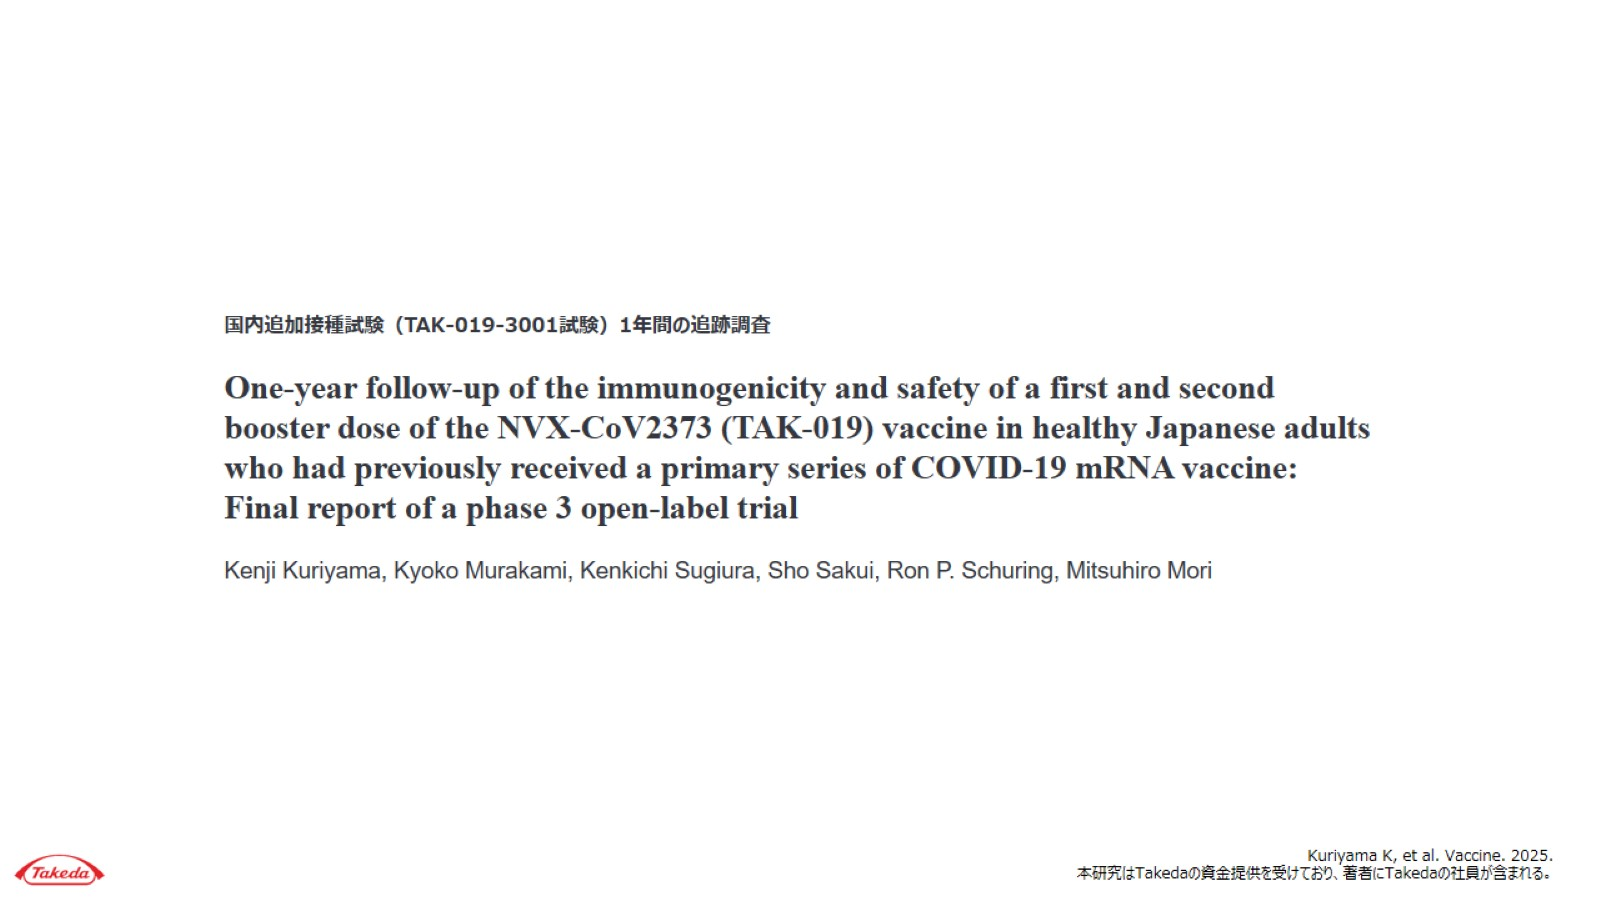 国内追加接種試験（TAK-019-3001試験）1年間の追跡調査
One-year follow-up of the immunogenicity and safety of a first and second
booster dose of the NVX-CoV2373 (TAK-019) vaccine in healthy Japanese adults
who had previously received a primary series of COVID-19 mRNA vaccine:
Final report of a phase 3 open-label trial
Kenji Kuriyama, Kyoko Murakami, Kenkichi Sugiura, Sho Sakui, Ron P. Schuring, Mitsuhiro Mori
Kuriyama K, et al. Vaccine. 2025.
本研究はTakedaの資金提供を受けており、著者にTakedaの社員が含まれる。
Takeda